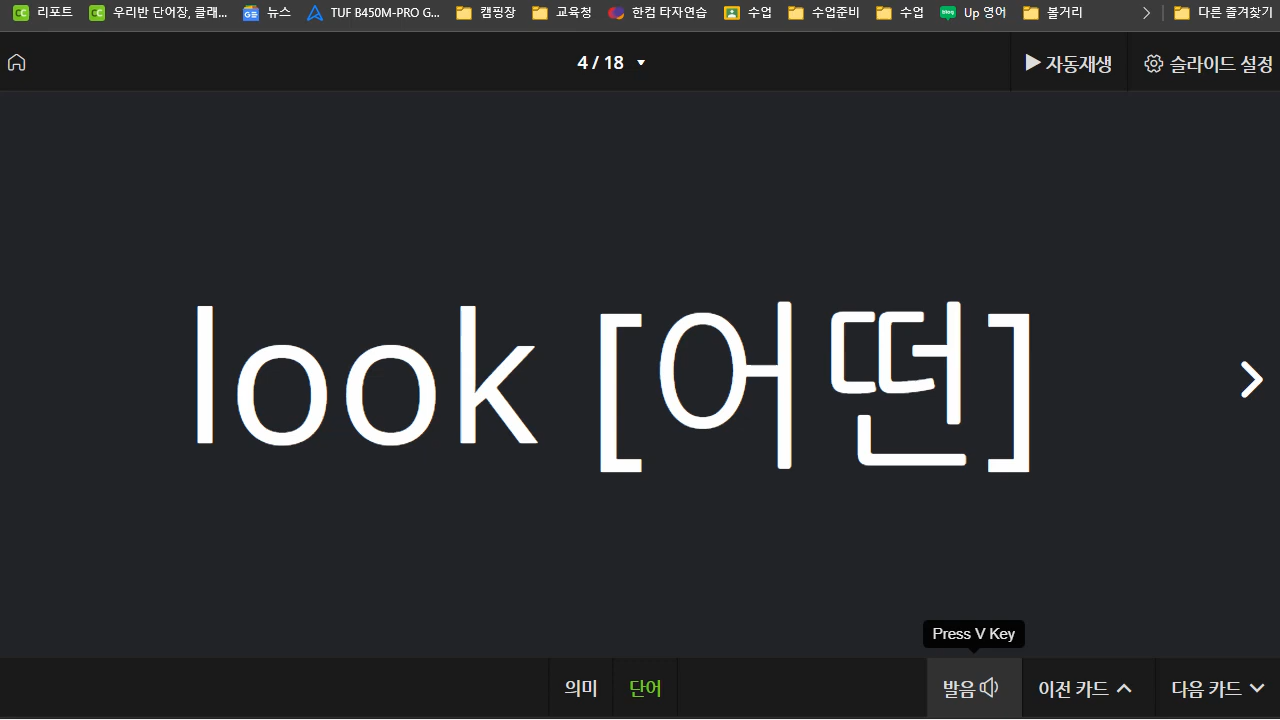 리포트 우리반 단어장, 클래... 뉴스 TUF B450M-PRO G... 캠핑장 교육청 한컴 타자연습 수업 수업준비 수업 Up 영어 볼거리 다른 즐겨찾기
4 / 18 자동재생 슬라이드 설정
look [어떤]
Press V Key
의미 단어 발음 이전 카드 다음 카드